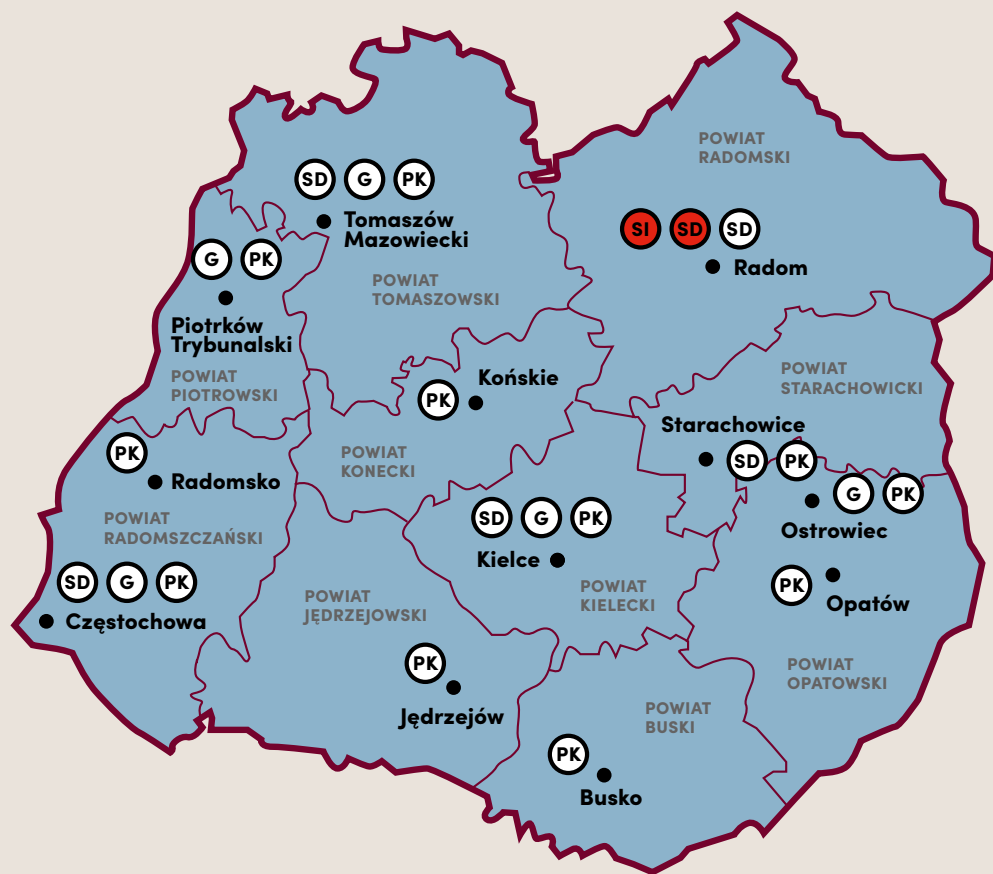 POWIAT
RADOMSKI
SD G PK
Tomaszów
Mazowiecki
SI SD SD
Radom
G PK
Piotrków
Trybunalski
POWIAT
TOMASZOWSKI
POWIAT
PIOTROWSKI
PK
Końskie
POWIAT
STARACHOWICKI
POWIAT
KONECKI
Starachowice
SD PK
PK
Radomsko
G PK
Ostrowiec
POWIAT
RADOMSZCZAŃSKI
SD G PK
Kielce
POWIAT
KIELECKI
SD G PK
Częstochowa
POWIAT
JĘDRZEJOWSKI
PK
Opatów
PK
Jędrzejów
POWIAT
OPATOWSKI
POWIAT
BUSKI
PK
Busko